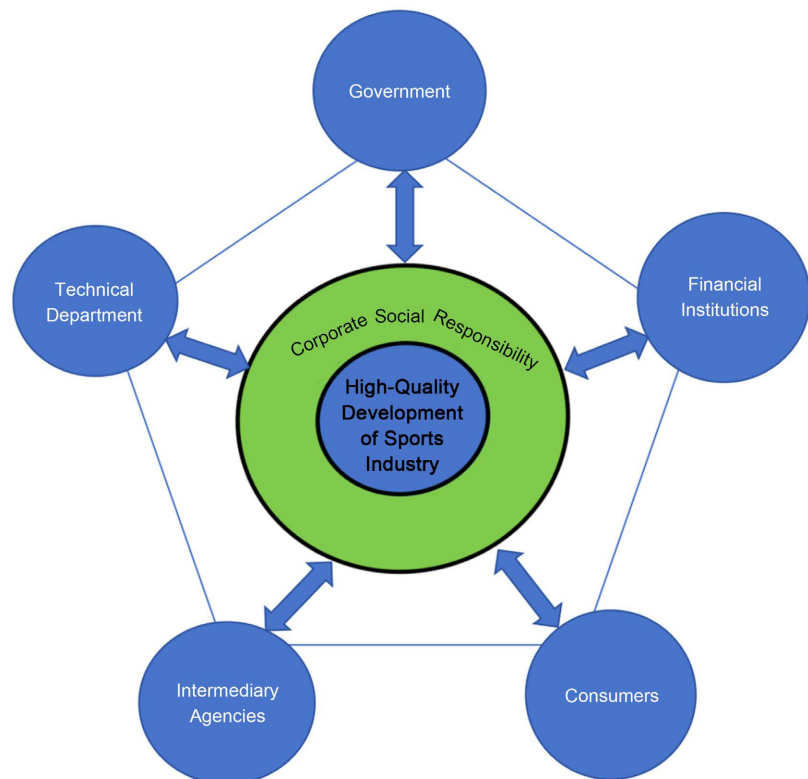 Government
Technical
Department
Financial
Institutions
Corporate Social Responsibility
High-Quality
Development
of Sports
Industry
Intermediary
Agencies
Consumers